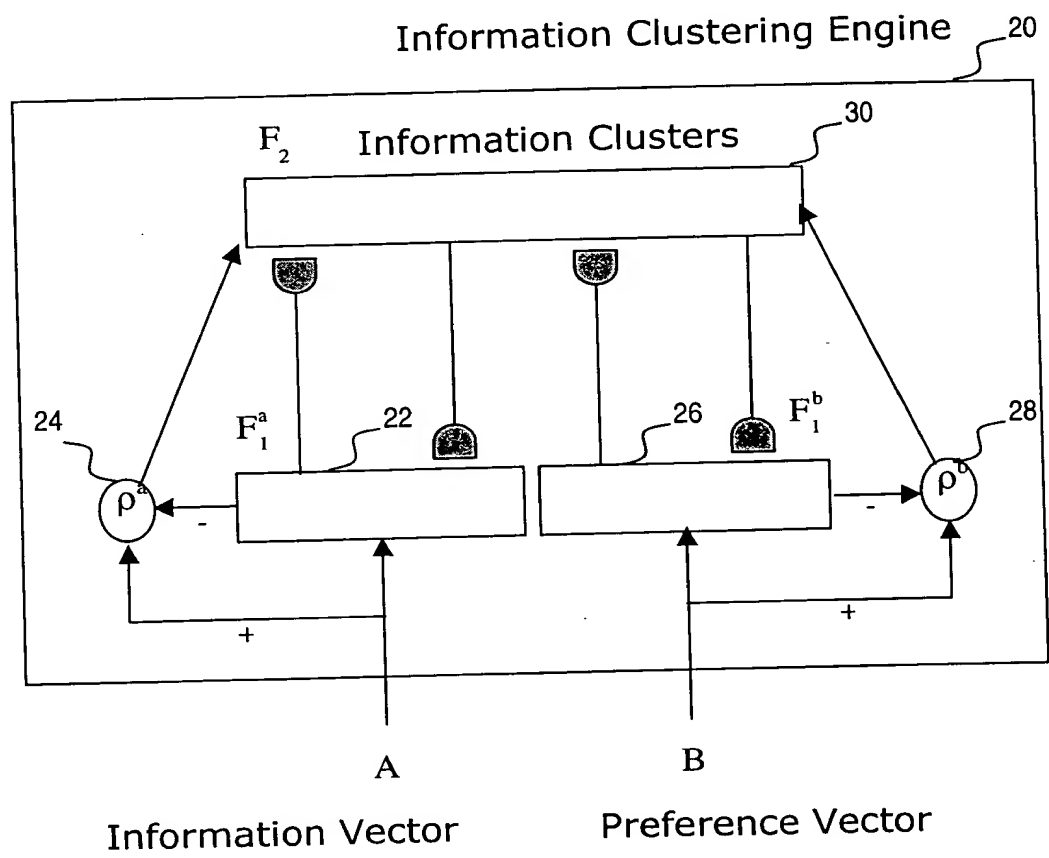 Information Clustering Engine 20
F₂ Information Clusters 30
24 F₁ᵃ 22 26 F₁ᵇ 28
ρᵃ - - ρᵇ
+ +
A B
Information Vector Preference Vector